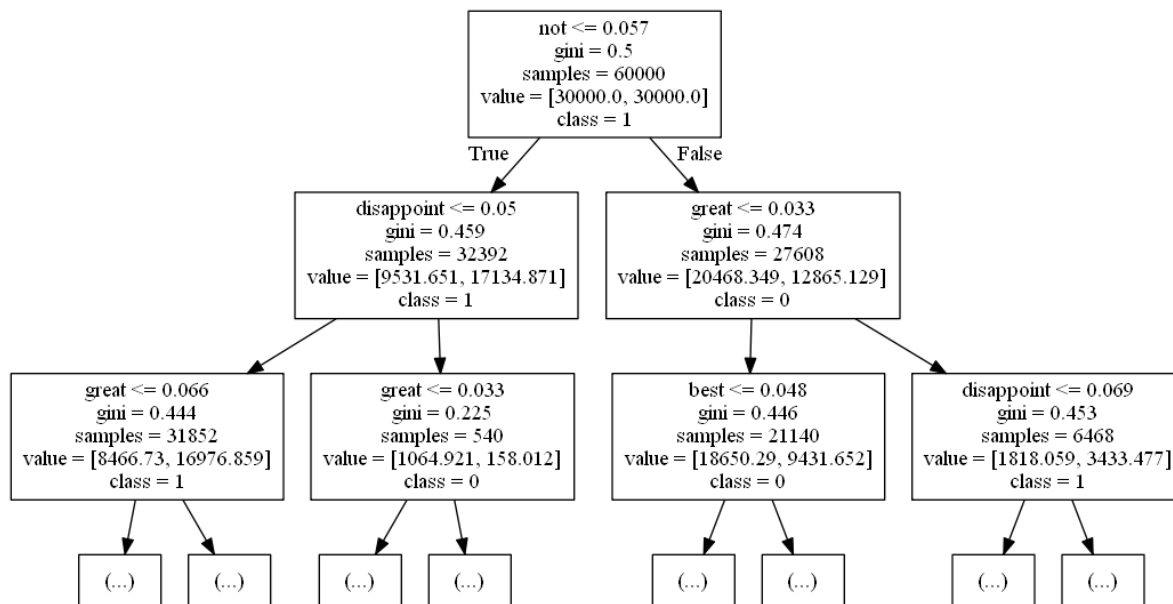 not <= 0.057
gini = 0.5
samples = 60000
value = [30000.0, 30000.0]
class = 1
True
False
disappoint <= 0.05
gini = 0.459
samples = 32392
value = [9531.651, 17134.871]
class = 1
great <= 0.033
gini = 0.474
samples = 27608
value = [20468.349, 12865.129]
class = 0
great <= 0.066
gini = 0.444
samples = 31852
value = [8466.73, 16976.859]
class = 1
great <= 0.033
gini = 0.225
samples = 540
value = [1064.921, 158.012]
class = 0
best <= 0.048
gini = 0.446
samples = 21140
value = [18650.29, 9431.652]
class = 0
disappoint <= 0.069
gini = 0.453
samples = 6468
value = [1818.059, 3433.477]
class = 1
(...)
(...)
(...)
(...)
(...)
(...)
(...)
(...)